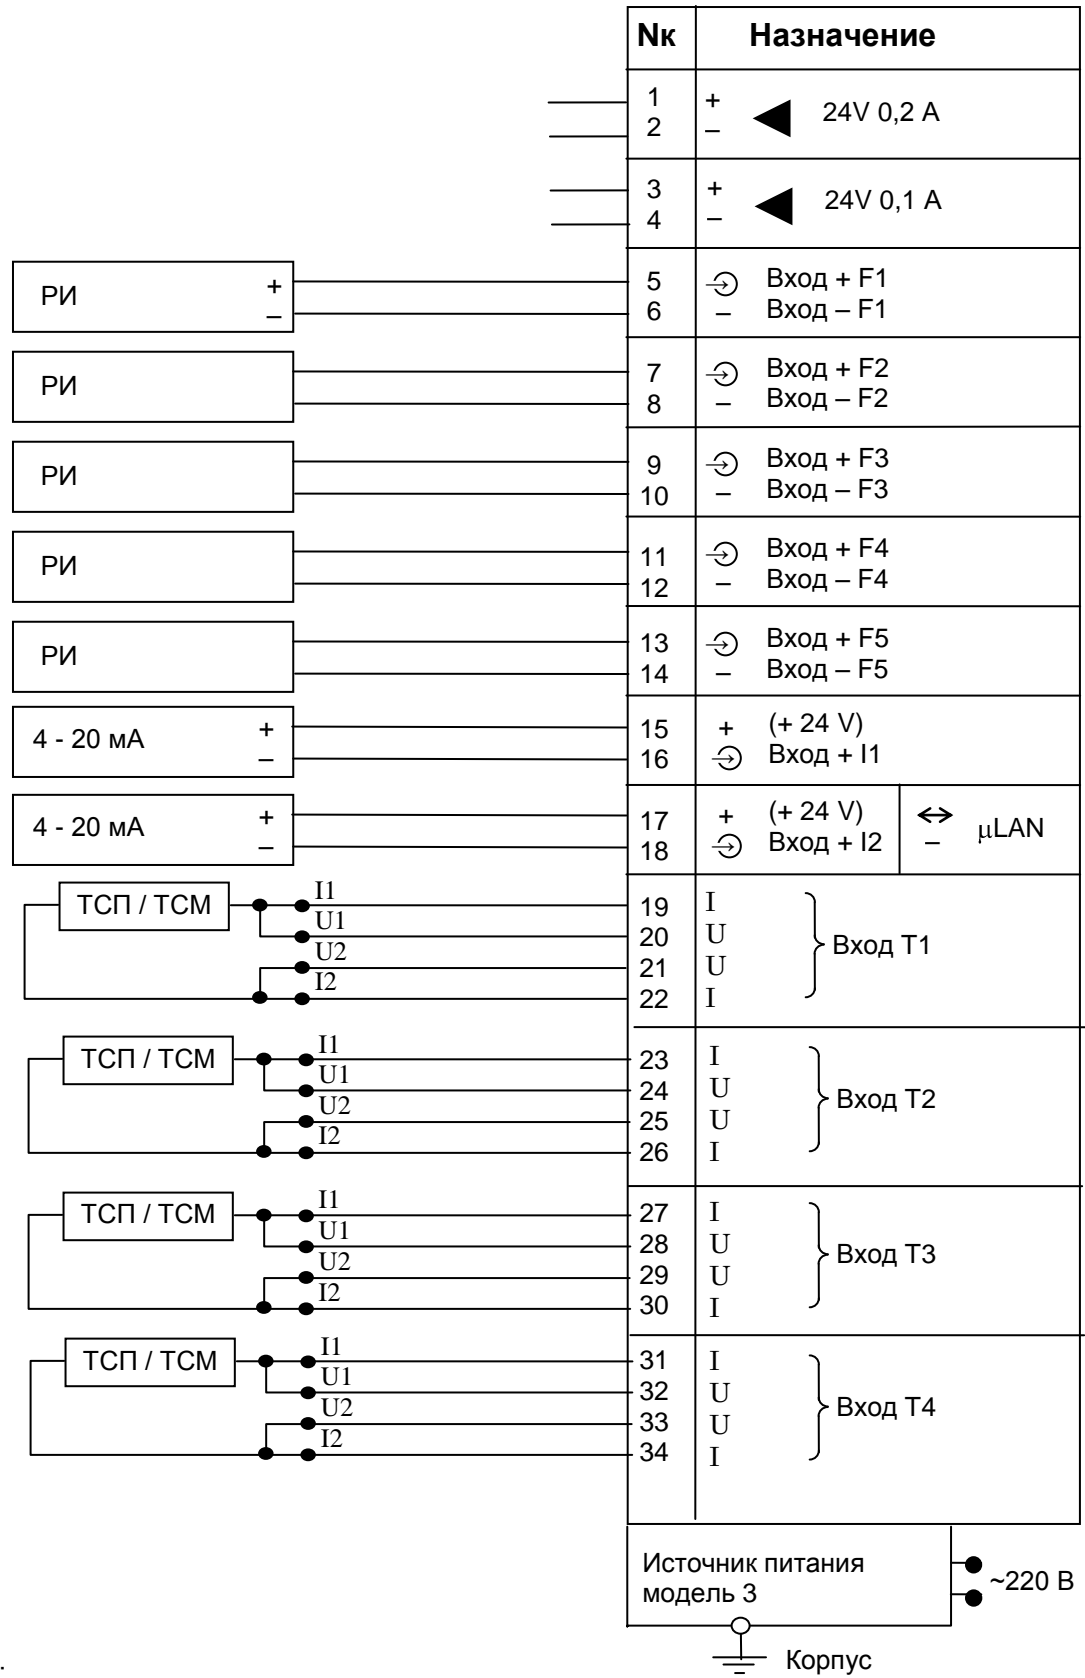 Nк Назначение
1 +
24V 0,2 А
2 –
3 +
24V 0,1 А
4 –
РИ + –
5 Вход + F1
6 – Вход – F1
РИ
7 Вход + F2
8 – Вход – F2
РИ
9 Вход + F3
10 – Вход – F3
РИ
11 Вход + F4
12 – Вход – F4
РИ
13 Вход + F5
14 – Вход – F5
4 - 20 мА + –
15 + (+ 24 V)
16 Вход + I1
4 - 20 мА + –
17 + (+ 24 V)
18 Вход + I2
– µLAN
ТСП / ТСМ
I1 19 I
U1 20 U
Вход Т1
U2 21 U
I2 22 I
ТСП / ТСМ
I1 23 I
U1 24 U
Вход Т2
U2 25 U
I2 26 I
ТСП / ТСМ
I1 27 I
U1 28 U
Вход Т3
U2 29 U
I2 30 I
ТСП / ТСМ
I1 31 I
U1 32 U
Вход Т4
U2 33 U
I2 34 I
Источник питания
модель 3
~220 В
Корпус
.